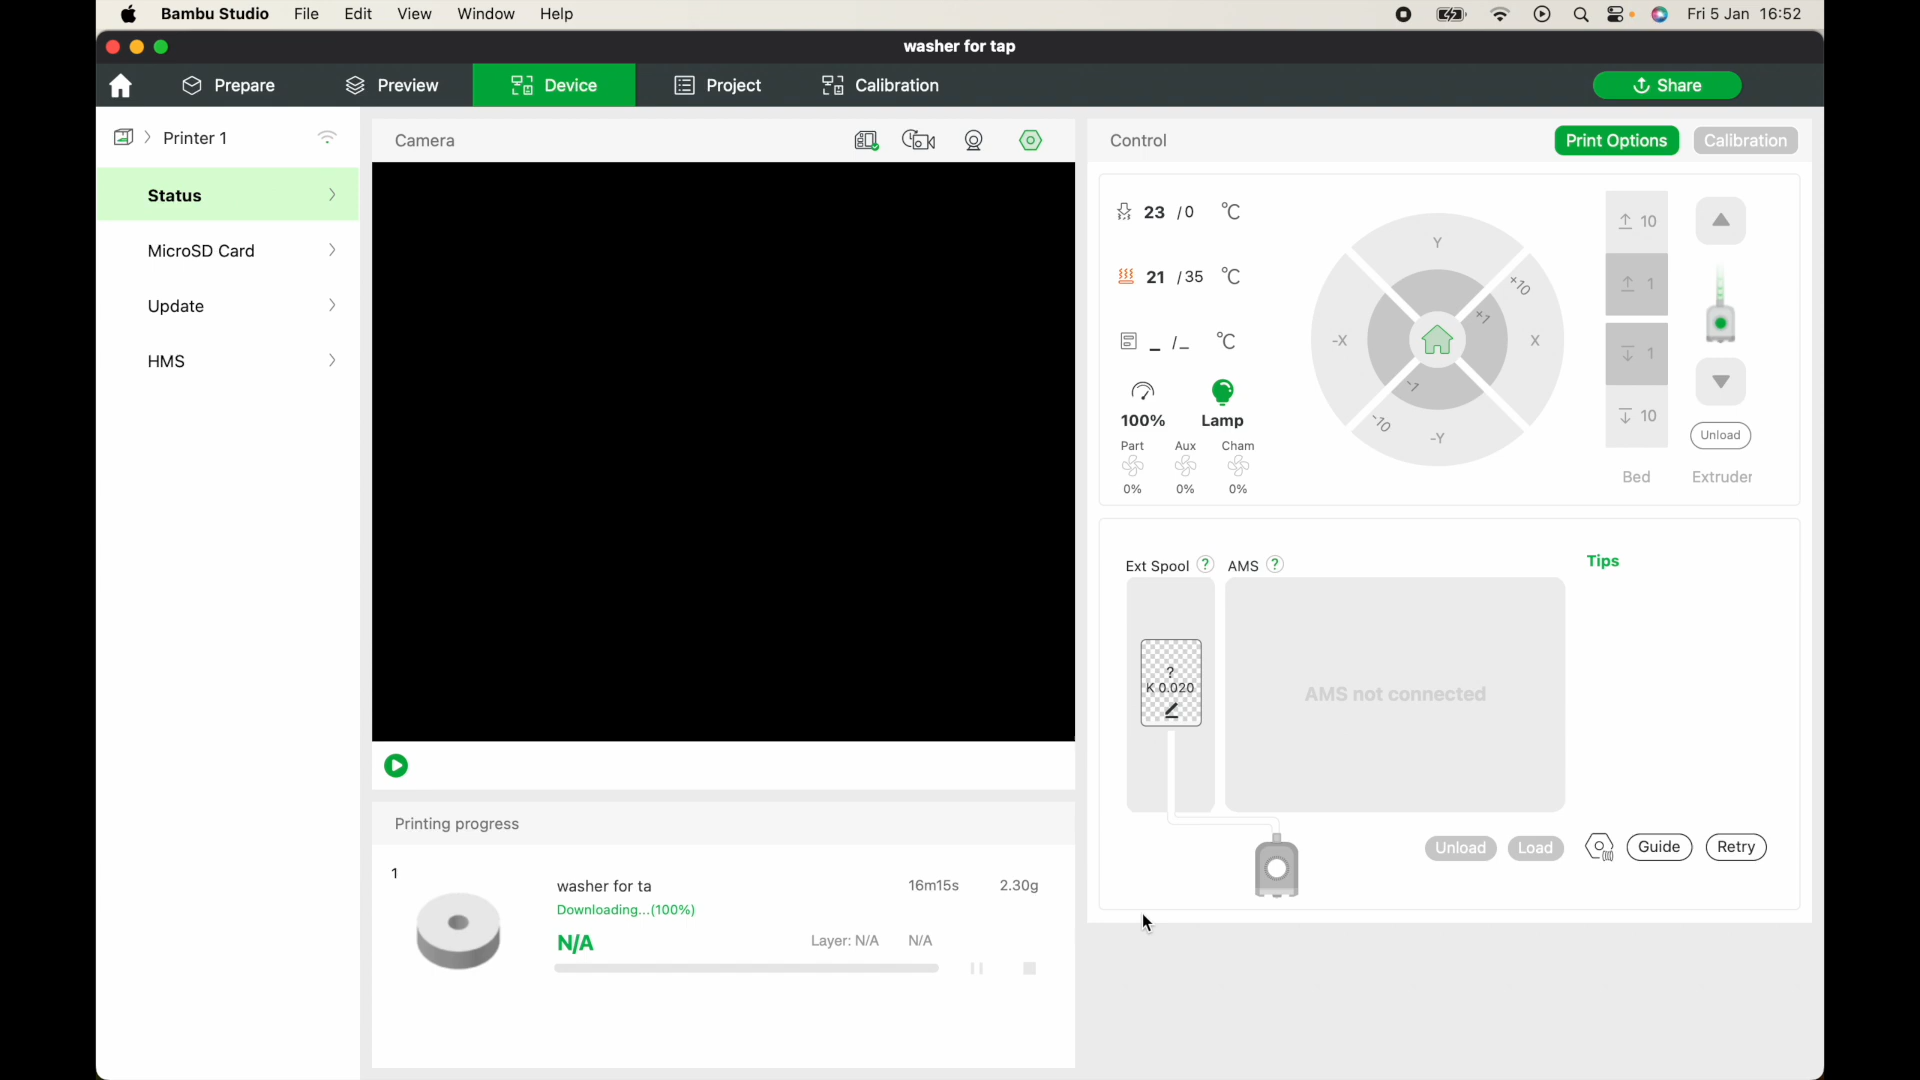 Bambu Studio File Edit View Window Help Fri 5 Jan 16:52
washer for tap
Prepare Preview Device Project Calibration Share
Printer 1
Status
MicroSD Card
Update
HMS
Camera
Printing progress
1
washer for ta 16m15s 2.30g
Downloading...(100%)
N/A Layer: N/A N/A
Control Print Options Calibration
23 /0 °C
21 /35 °C
_ /_ °C
100% Lamp
Part Aux Cham
0% 0% 0%
Y
+10
+1
-X X
-1
-10
-Y
10
1
1
10
Unload
Bed Extruder
Ext Spool ? AMS ? Tips
?
K 0.020
AMS not connected
Unload Load Guide Retry